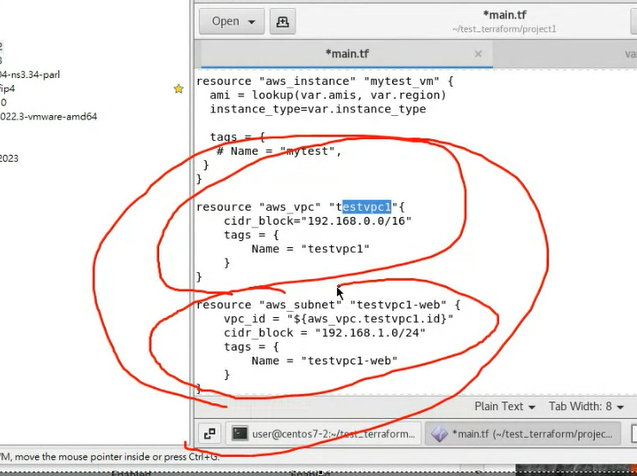 Open
*main.tf
~/test_terraform/project1
*main.tf
va
2
3
04-ns3.34-parl
fip4
0
022.3-vmware-amd64
2023
resource "aws_instance" "mytest_vm" {
ami = lookup(var.amis, var.region)
instance_type=var.instance_type
tags = {
# Name = "mytest",
}
}
resource "aws_vpc" "testvpc1"{
cidr_block="192.168.0.0/16"
tags = {
Name = "testvpc1"
}
}
resource "aws_subnet" "testvpc1-web" {
vpc_id = "${aws_vpc.testvpc1.id}"
cidr_block = "192.168.1.0/24"
tags = {
Name = "testvpc1-web"
}
}
Plain Text
Tab Width: 8
user@centos7-2:~/test_terraform...
*main.tf (~/test_terraform/projec...
VM, move the mouse pointer inside or press Ctrl+G.